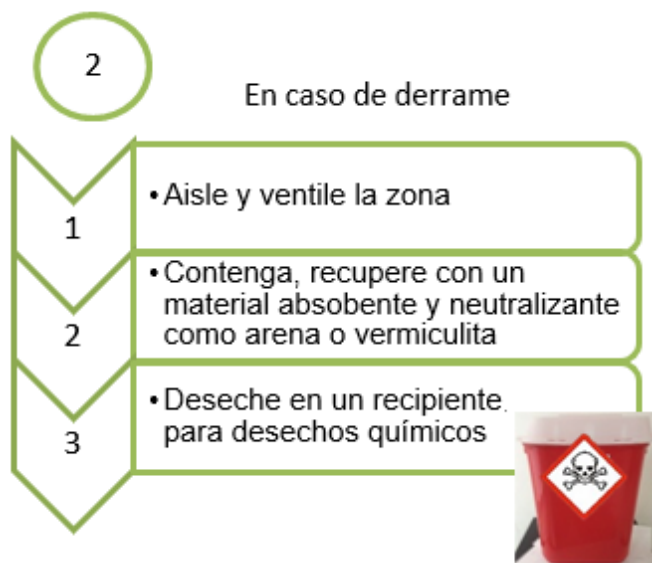 2
En caso de derrame
1
•Aisle y ventile la zona
2
•Contenga, recupere con un
material absobente y neutralizante
como arena o vermiculita
3
•Deseche en un recipiente.
para desechos químicos